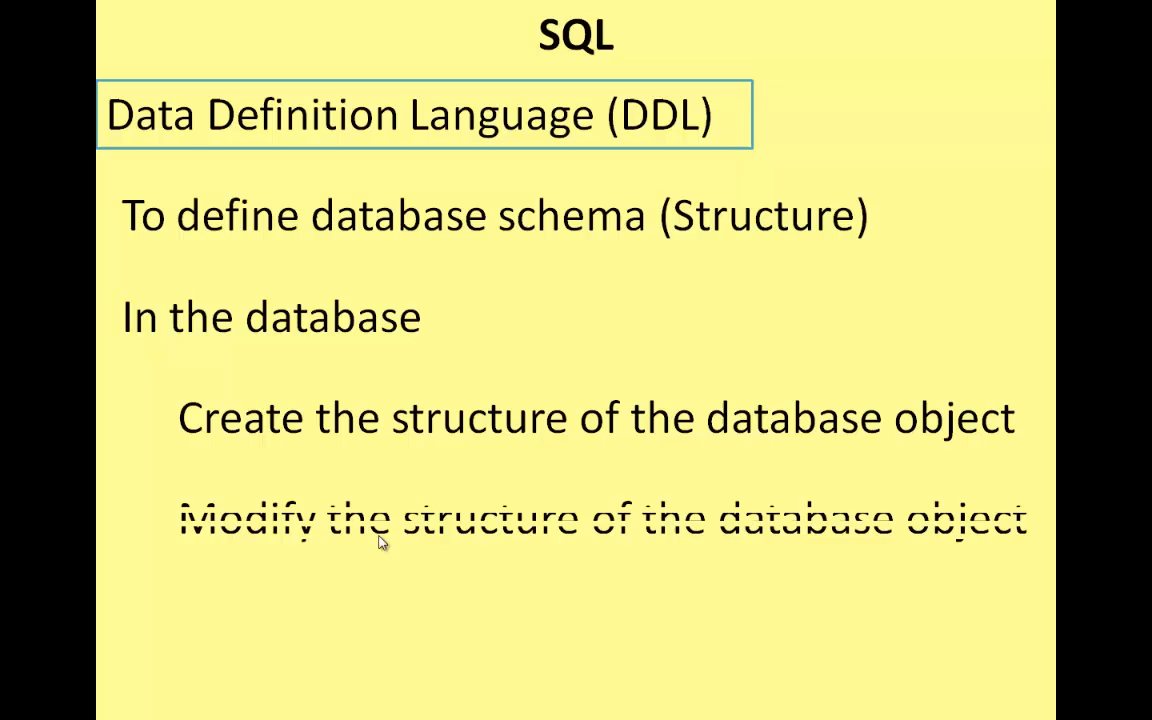 SQL
Data Definition Language (DDL)
To define database schema (Structure)
In the database
Create the structure of the database object
Modify the structure of the database object